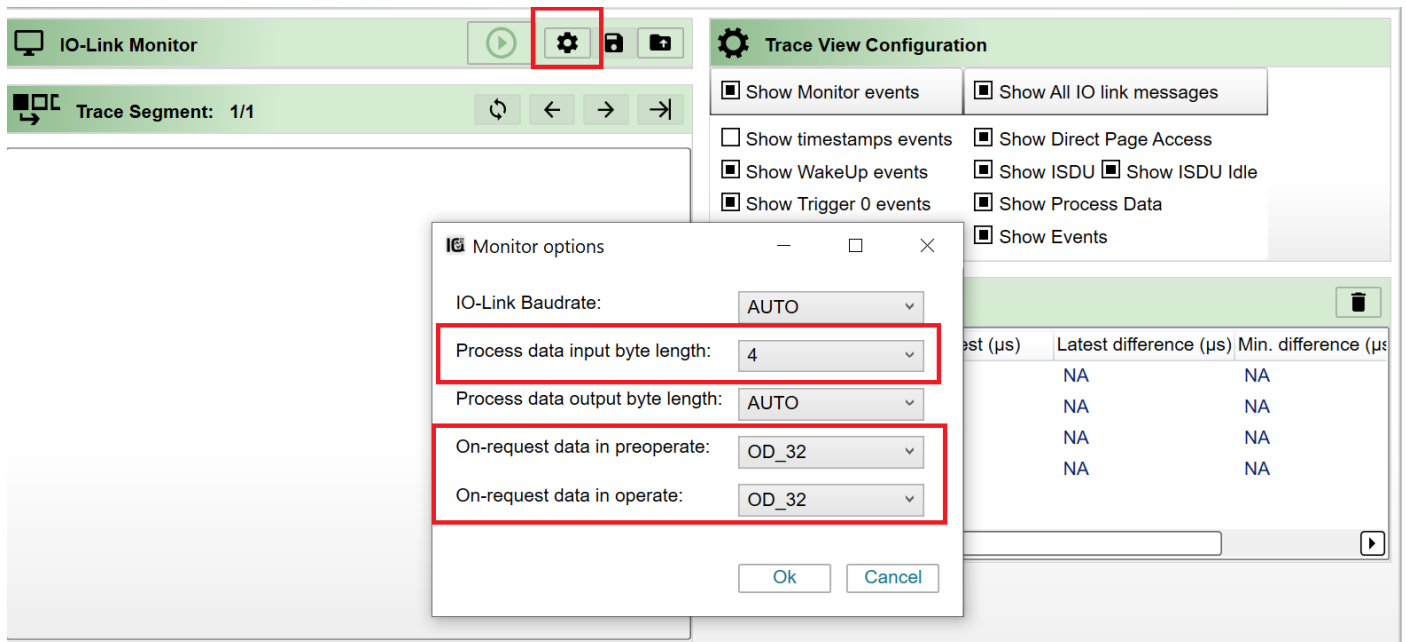 IO-Link Monitor
Trace Segment: 1/1
Trace View Configuration
Show Monitor events
Show All IO link messages
Show timestamps events
Show Direct Page Access
Show WakeUp events
Show ISDU Show ISDU Idle
Show Trigger 0 events
Show Process Data
Show Events
Monitor options
IO-Link Baudrate: AUTO
Process data input byte length: 4
Process data output byte length: AUTO
On-request data in preoperate: OD_32
On-request data in operate: OD_32
Ok Cancel
(µs) Latest difference (µs) Min. difference (µs
NA NA
NA NA
NA NA
NA NA